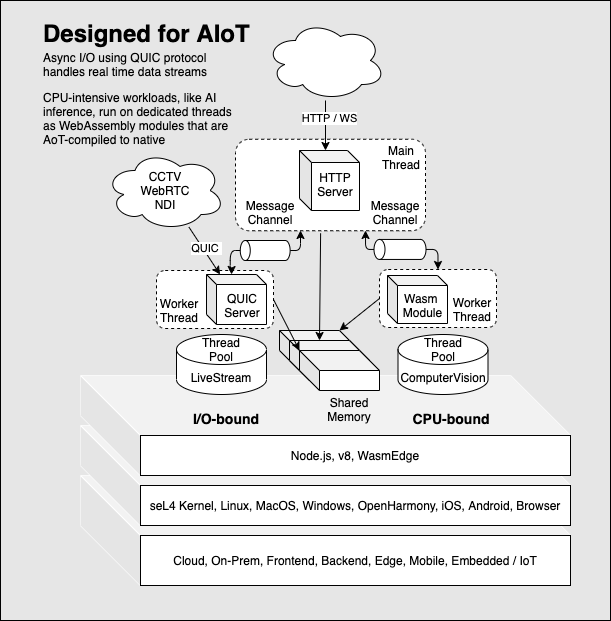 Designed for AIoT
Async I/O using QUIC protocol
handles real time data streams
CPU-intensive workloads, like AI
inference, run on dedicated threads
as WebAssembly modules that are
AoT-compiled to native
HTTP / WS
Main
Thread
HTTP
Server
Message
Channel
Message
Channel
CCTV
WebRTC
NDI
QUIC
Worker
Thread
QUIC
Server
Wasm
Module
Worker
Thread
Thread
Pool
LiveStream
Shared
Memory
Thread
Pool
ComputerVision
I/O-bound
CPU-bound
Node.js, v8, WasmEdge
seL4 Kernel, Linux, MacOS, Windows, OpenHarmony, iOS, Android, Browser
Cloud, On-Prem, Frontend, Backend, Edge, Mobile, Embedded / IoT